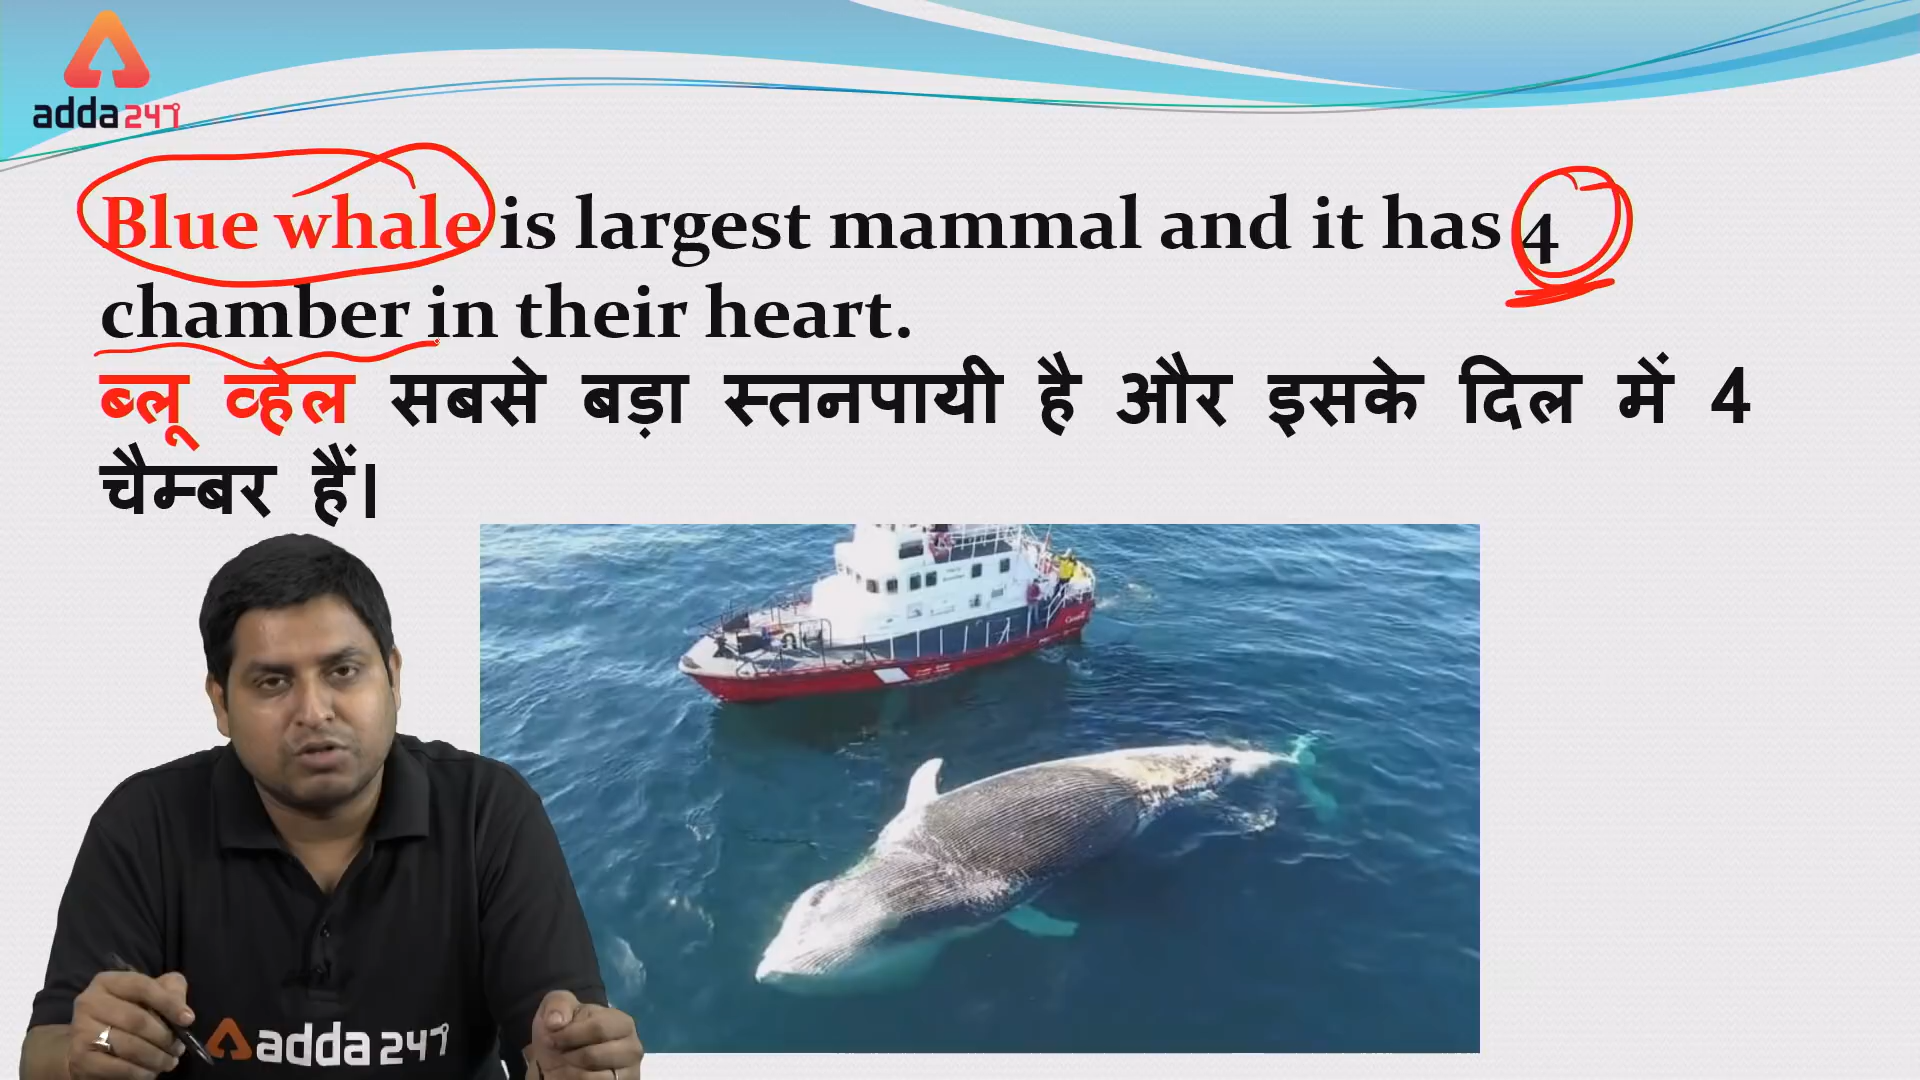 adda247
Blue whale is largest mammal and it has 4
chamber in their heart.
ब्लू व्हेल सबसे बड़ा स्तनपायी है और इसके दिल में 4
चैम्बर हैं।
adda247